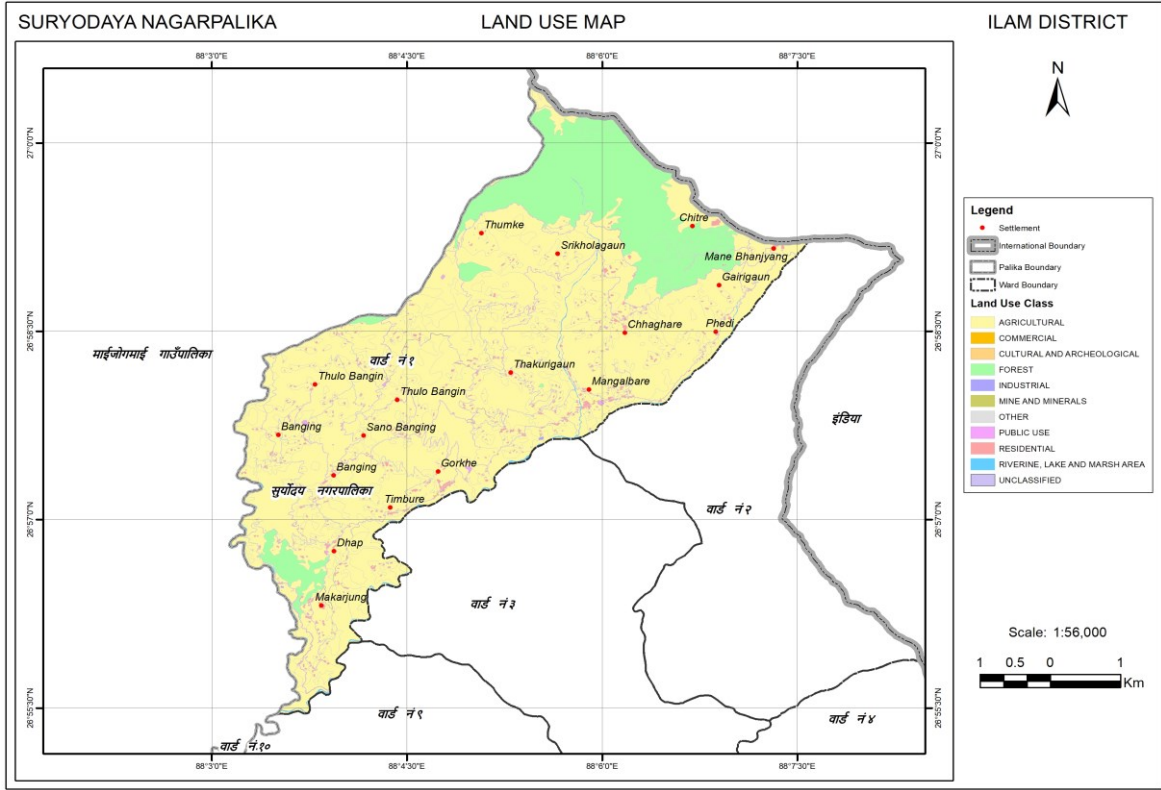 SURYODAYA NAGARPALIKA
LAND USE MAP
ILAM DISTRICT
88°3'0"E
88°4'30"E
88°6'0"E
88°7'30"E
N
27°0'0"N
27°0'0"N
Chitre
Thumke
Srikholagaun
Mane Bhanjyang
Gairigaun
26°58'30"N
Chhaghare
Phedi
26°58'30"N
माईजोगमाई गाउँपालिका
वार्ड नं १
Thakurigaun
Thulo Bangin
Mangalbare
Thulo Bangin
इंडिया
Banging
Sano Banging
Gorkhe
Banging
सुर्योदय नगरपालिका
Timbure
वार्ड नं २
26°57'0"N
26°57'0"N
Dhap
Makarjung
वार्ड नं ३
26°55'30"N
वार्ड नं ९
वार्ड नं ४
26°55'30"N
वार्ड नं.१०
88°3'0"E
88°4'30"E
88°6'0"E
88°7'30"E
Legend
Settlement
International Boundary
Palika Boundary
Ward Boundary
Land Use Class
AGRICULTURAL
COMMERCIAL
CULTURAL AND ARCHEOLOGICAL
FOREST
INDUSTRIAL
MINE AND MINERALS
OTHER
PUBLIC USE
RESIDENTIAL
RIVERINE, LAKE AND MARSH AREA
UNCLASSIFIED
Scale: 1:56,000
1 0.5 0 1
Km